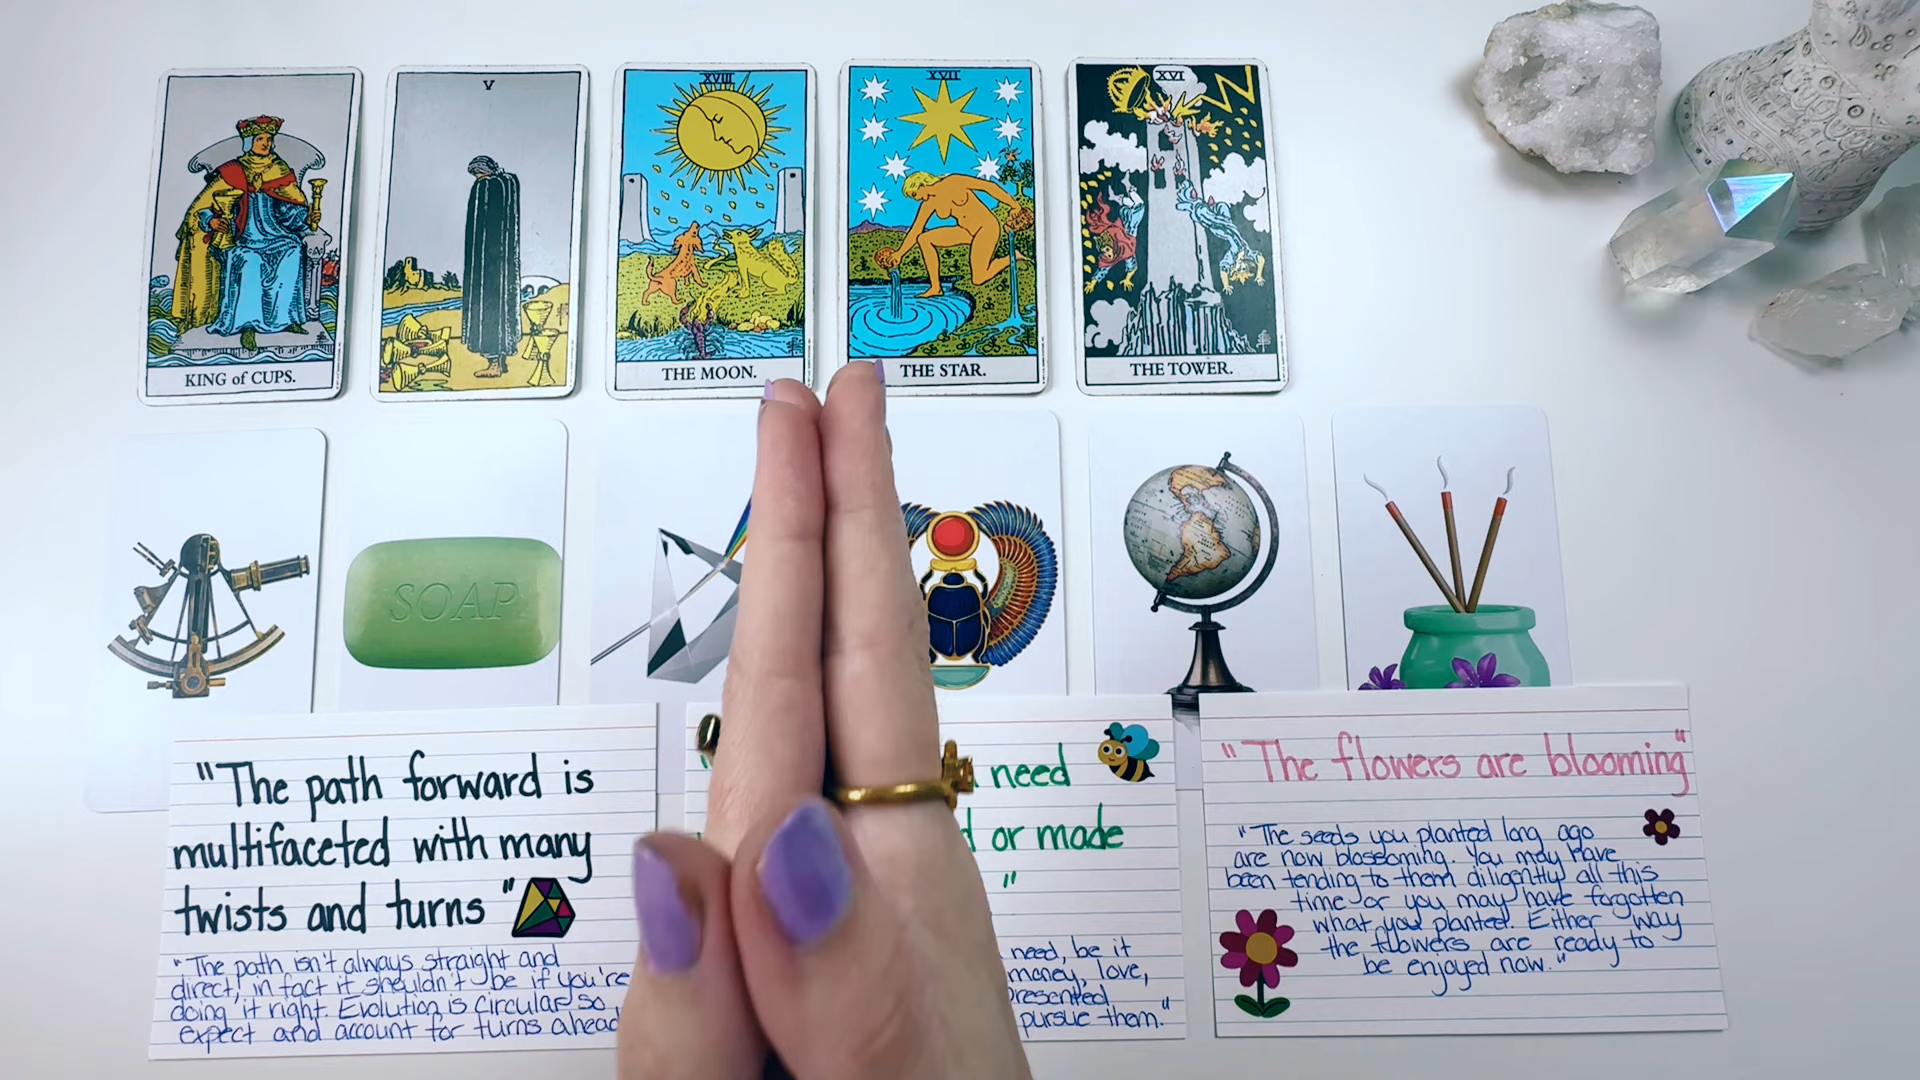 V
XVIII
XVII
XVI
KING of CUPS.
THE MOON.
THE STAR.
THE TOWER.
SOAP
"The path forward is
multifaceted with many
twists and turns"
"The path isn't always straight and
direct, in fact it shouldn't be if you're
doing it right. Evolution is circular so
expect and account for turns ahead
need
or made
"
need, be it
money, love,
presented
pursue them."
"The flowers are blooming"
"The seeds you planted long ago
are now blossoming. You may have
been tending to them diligently all this
time or you may have forgotten
what you planted. Either way
the flowers are ready to
be enjoyed now."